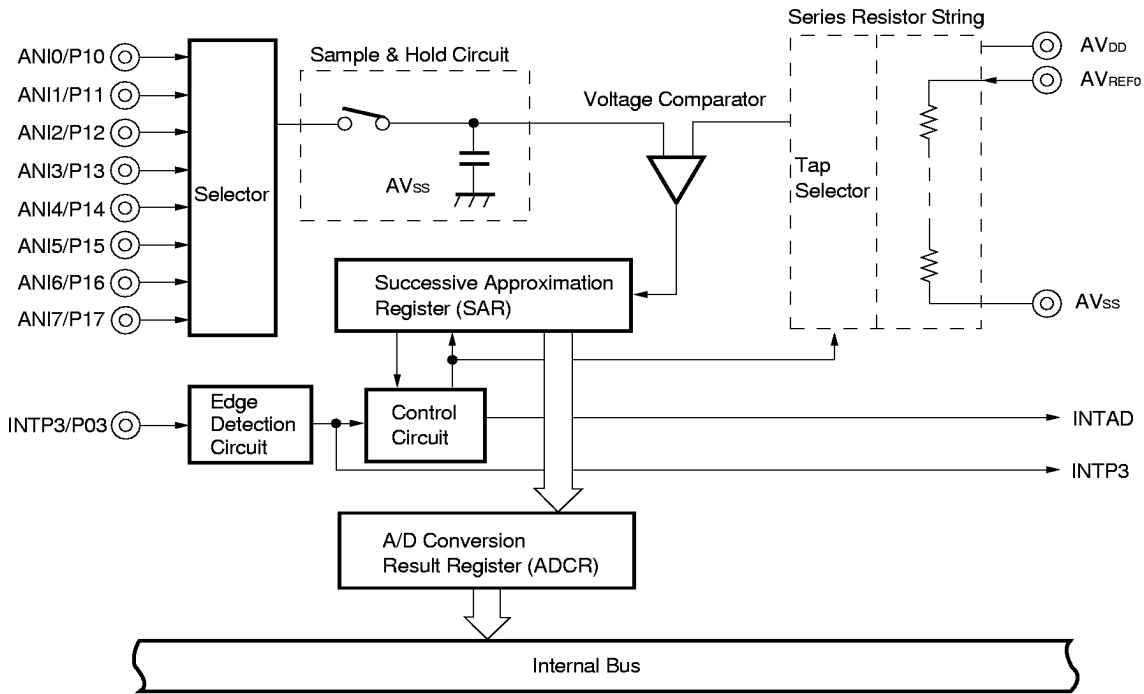 Series Resistor String
ANI0/P10
ANI1/P11
ANI2/P12
ANI3/P13
ANI4/P14
ANI5/P15
ANI6/P16
ANI7/P17
Selector
Sample & Hold Circuit
AVSS
Voltage Comparator
Tap
Selector
AVDD
AVREF0
AVSS
Successive Approximation
Register (SAR)
INTP3/P03
Edge
Detection
Circuit
Control
Circuit
INTAD
INTP3
A/D Conversion
Result Register (ADCR)
Internal Bus